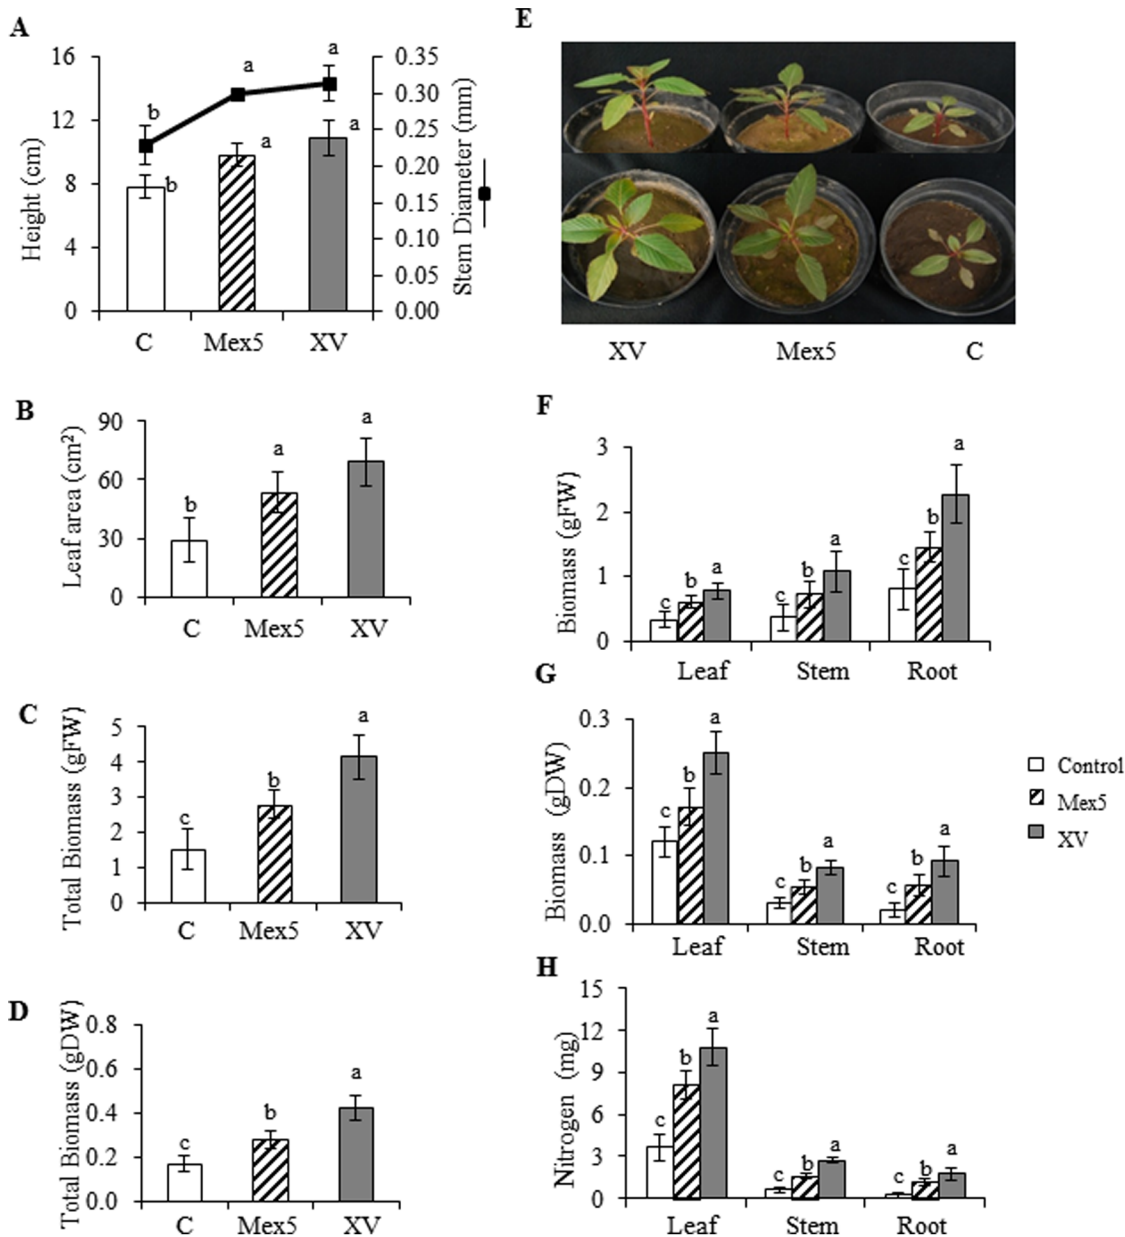 A
Height (cm)
16
12
8
4
0
b
a
a
b
a
a
0.35
0.30
0.25
0.20
0.15
0.10
0.05
0.00
Stem Diameter (mm)
C Mex5 XV
E
XV Mex5 C
B
Leaf area (cm²)
90
60
30
0
b
a
a
C Mex5 XV
F
Biomass (gFW)
3
2
1
0
c b a
c b a
c b a
Leaf Stem Root
C
Total Biomass (gFW)
5
4
3
2
1
0
c
b
a
C Mex5 XV
G
Biomass (gDW)
0.3
0.2
0.1
0.0
c b a
c b a
c b a
Leaf Stem Root
Control
Mex5
XV
D
Total Biomass (gDW)
0.8
0.6
0.4
0.2
0.0
c
b
a
C Mex5 XV
H
Nitrogen (mg)
15
12
9
6
3
0
c b a
c b a
c b a
Leaf Stem Root